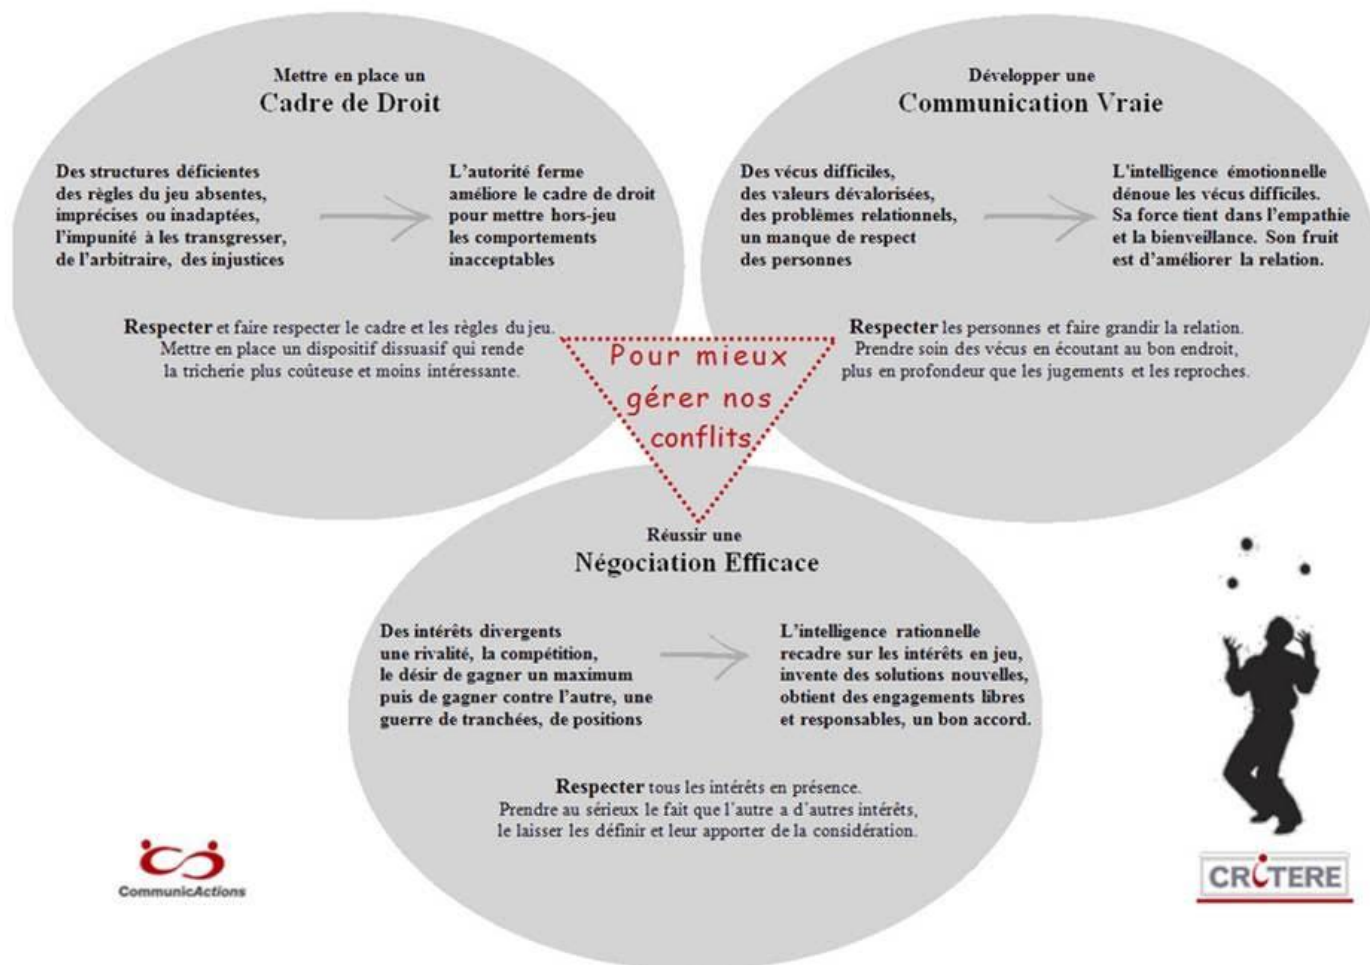 Mettre en place un
Cadre de Droit
Des structures déficientes
des règles du jeu absentes,
imprécises ou inadaptées,
l'impunité à les transgresser,
de l'arbitraire, des injustices
L'autorité ferme
améliore le cadre de droit
pour mettre hors-jeu
les comportements
inacceptables
Respecter et faire respecter le cadre et les règles du jeu.
Mettre en place un dispositif dissuasif qui rende
la tricherie plus coûteuse et moins intéressante.
Développer une
Communication Vraie
Des vécus difficiles,
des valeurs dévalorisées,
des problèmes relationnels,
un manque de respect
des personnes
L'intelligence émotionnelle
dénoue les vécus difficiles.
Sa force tient dans l'empathie
et la bienveillance. Son fruit
est d'améliorer la relation.
Respecter les personnes et faire grandir la relation.
Prendre soin des vécus en écoutant au bon endroit,
plus en profondeur que les jugements et les reproches.
Pour mieux
gérer nos
conflits
Réussir une
Négociation Efficace
Des intérêts divergents
une rivalité, la compétition,
le désir de gagner un maximum
puis de gagner contre l'autre, une
guerre de tranchées, de positions
L'intelligence rationnelle
recadre sur les intérêts en jeu,
invente des solutions nouvelles,
obtient des engagements libres
et responsables, un bon accord.
Respecter tous les intérêts en présence.
Prendre au sérieux le fait que l'autre a d'autres intérêts,
le laisser les définir et leur apporter de la considération.
CommunicActions
CRITERE